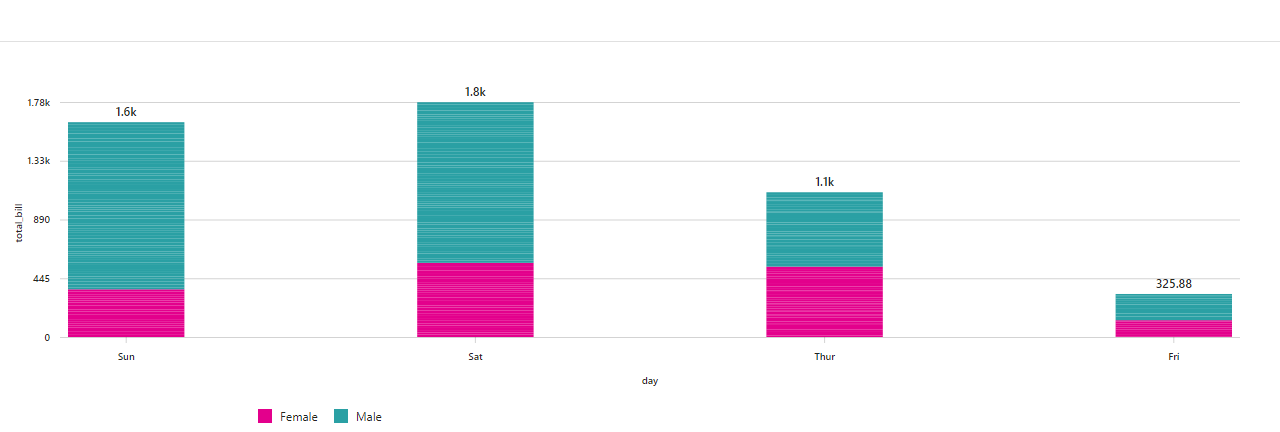 1.8k
1.78k
1.6k
1.33k
1.1k
total_bill
890
445
325.88
0
Sun Sat Thur Fri
day
Female Male